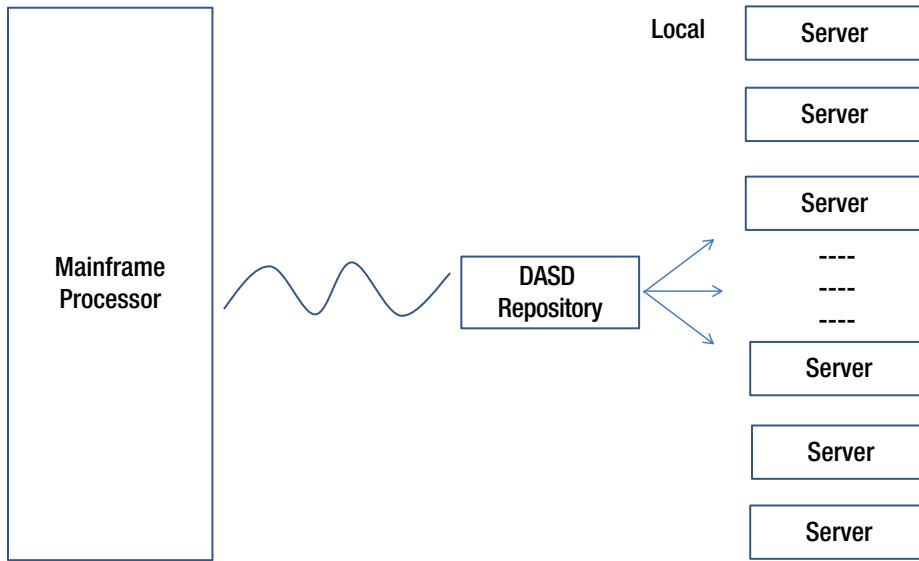 Mainframe
Processor
DASD
Repository
Local
Server
Server
Server
----
----
----
Server
Server
Server